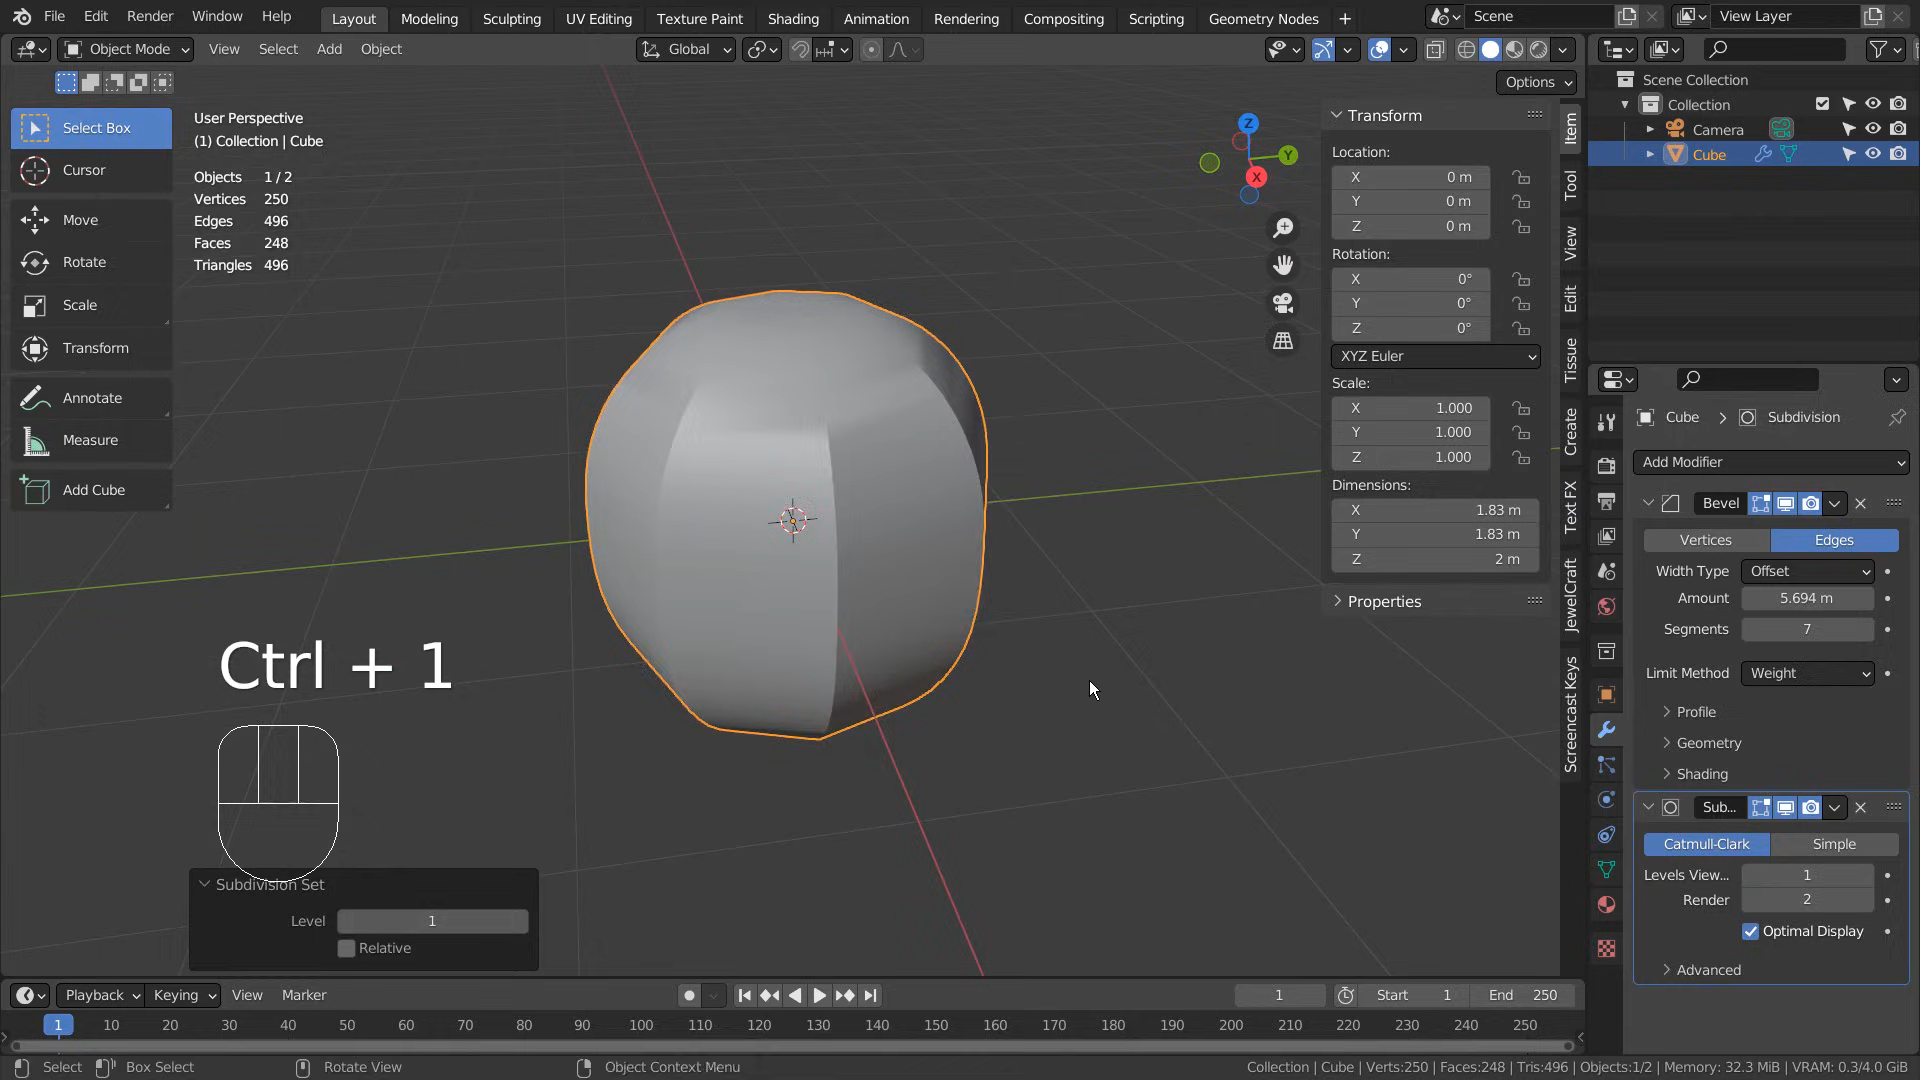 File Edit Render Window Help Layout Modeling Sculpting UV Editing Texture Paint Shading Animation Rendering Compositing Scripting Geometry Nodes + Scene View Layer
Object Mode View Select Add Object Global
Options
Select Box
Cursor
Move
Rotate
Scale
Transform
Annotate
Measure
Add Cube
User Perspective
(1) Collection | Cube
Objects 1 / 2
Vertices 250
Edges 496
Faces 248
Triangles 496
Z
Y
X
Transform
Location:
X 0 m
Y 0 m
Z 0 m
Rotation:
X 0°
Y 0°
Z 0°
XYZ Euler
Scale:
X 1.000
Y 1.000
Z 1.000
Dimensions:
X 1.83 m
Y 1.83 m
Z 2 m
Properties
Item
Tool
View
Edit
Tissue
Create
Text FX
JewelCraft
Screencast Keys
Scene Collection
Collection
Camera
Cube
Cube > Subdivision
Add Modifier
Bevel
Vertices Edges
Width Type Offset
Amount 5.694 m
Segments 7
Limit Method Weight
Profile
Geometry
Shading
Sub...
Catmull-Clark Simple
Levels View... 1
Render 2
Optimal Display
Advanced
Ctrl + 1
Subdivision Set
Level 1
Relative
Playback Keying View Marker 1 Start 1 End 250
1 10 20 30 40 50 60 70 80 90 100 110 120 130 140 150 160 170 180 190 200 210 220 230 240 250
Select Box Select Rotate View Object Context Menu Collection | Cube | Verts:250 | Faces:248 | Tris:496 | Objects:1/2 | Memory: 32.3 MiB | VRAM: 0.3/4.0 GiB